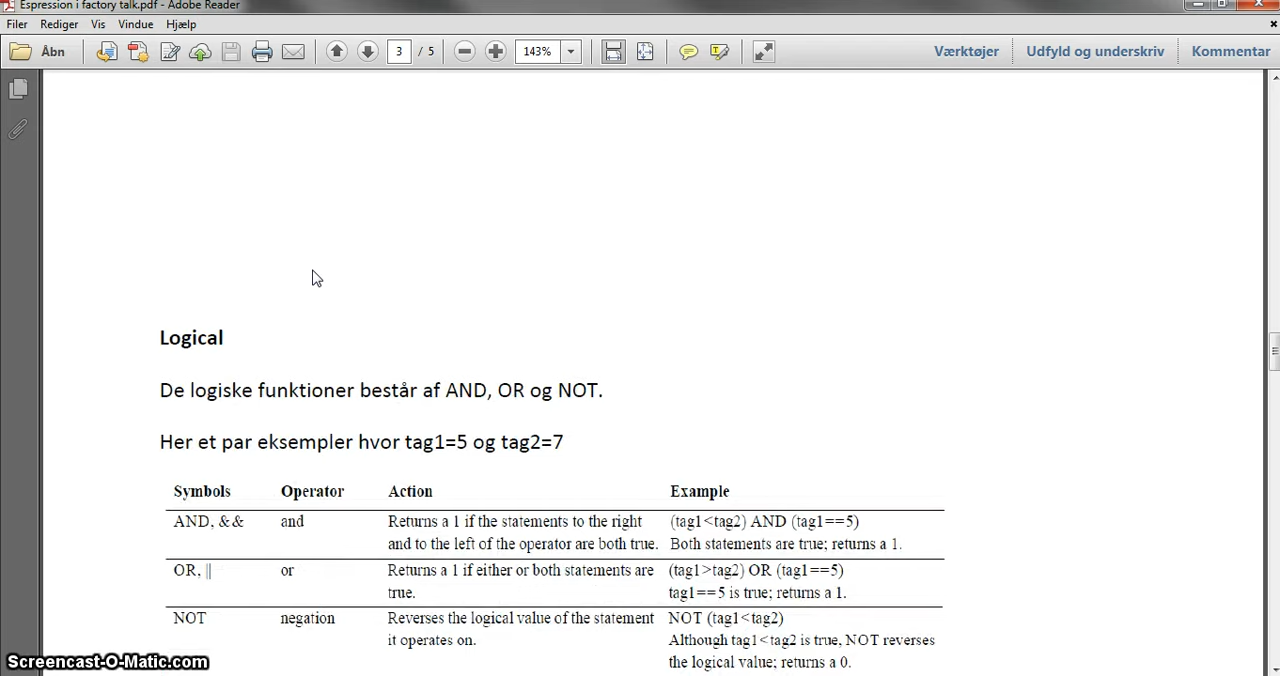 Espression i factory talk.pdf - Adobe Reader
Filer Rediger Vis Vindue Hjælp
Åbn 3 / 5 143% Værktøjer Udfyld og underskriv Kommentar
Logical
De logiske funktioner består af AND, OR og NOT.
Her et par eksempler hvor tag1=5 og tag2=7
Symbols Operator Action Example
AND, && and Returns a 1 if the statements to the right (tag1<tag2) AND (tag1==5)
and to the left of the operator are both true. Both statements are true; returns a 1.
OR, || or Returns a 1 if either or both statements are (tag1>tag2) OR (tag1==5)
true. tag1==5 is true; returns a 1.
NOT negation Reverses the logical value of the statement NOT (tag1<tag2)
it operates on. Although tag1<tag2 is true, NOT reverses
the logical value; returns a 0.
Screencast-O-Matic.com